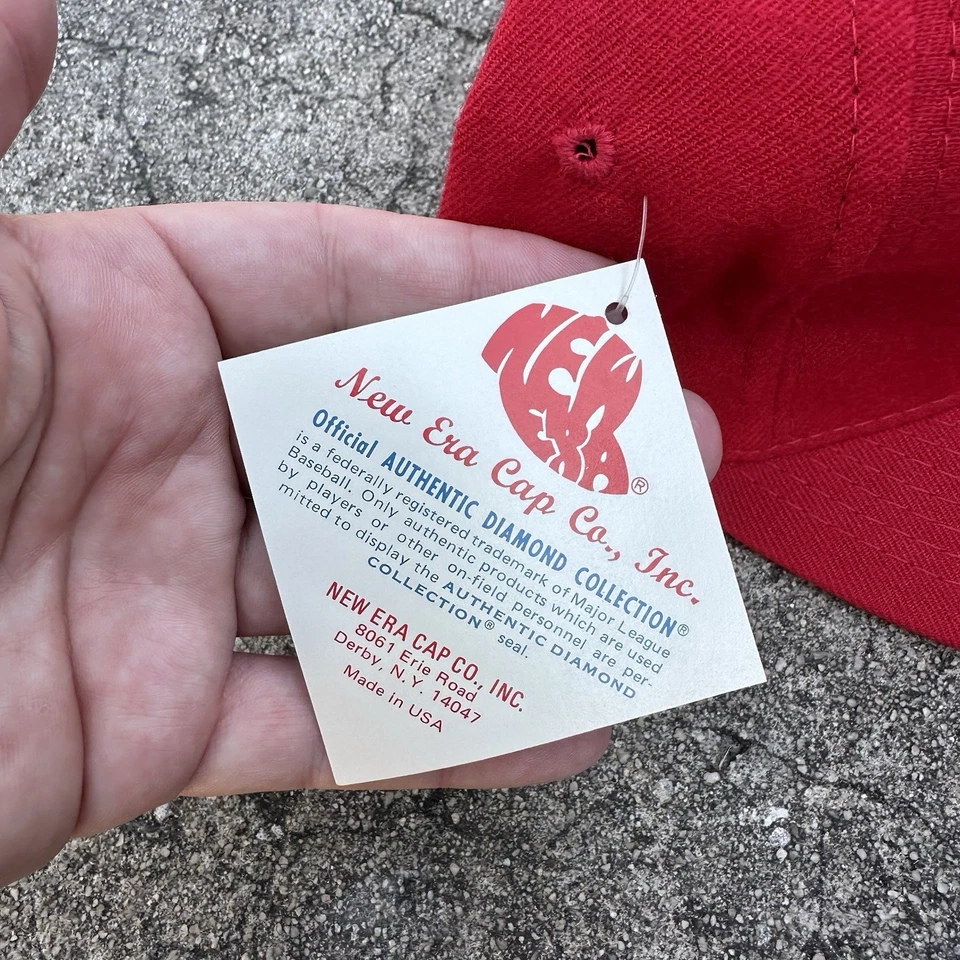 NEW ERA ®
New Era Cap Co., Inc.
Official AUTHENTIC DIAMOND COLLECTION®
is a federally registered trademark of Major League
Baseball. Only authentic products which are used
by players or other on-field personnel are per-
mitted to display the AUTHENTIC DIAMOND
COLLECTION® seal.
NEW ERA CAP CO., INC.
8061 Erie Road
Derby, N.Y. 14047
Made in USA